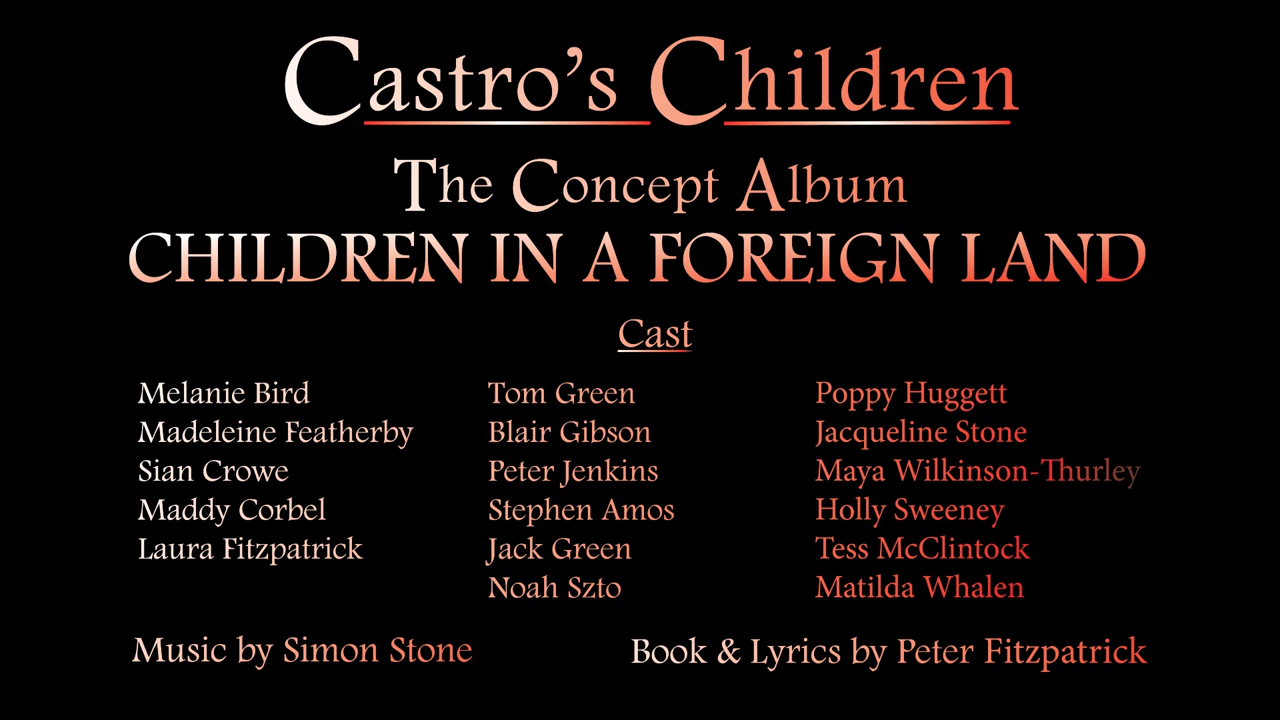 Castro's Children
The Concept Album
CHILDREN IN A FOREIGN LAND
Cast
Melanie Bird
Madeleine Featherby
Sian Crowe
Maddy Corbel
Laura Fitzpatrick
Tom Green
Blair Gibson
Peter Jenkins
Stephen Amos
Jack Green
Noah Szto
Poppy Huggett
Jacqueline Stone
Maya Wilkinson-Thurley
Holly Sweeney
Tess McClintock
Matilda Whalen
Music by Simon Stone
Book & Lyrics by Peter Fitzpatrick